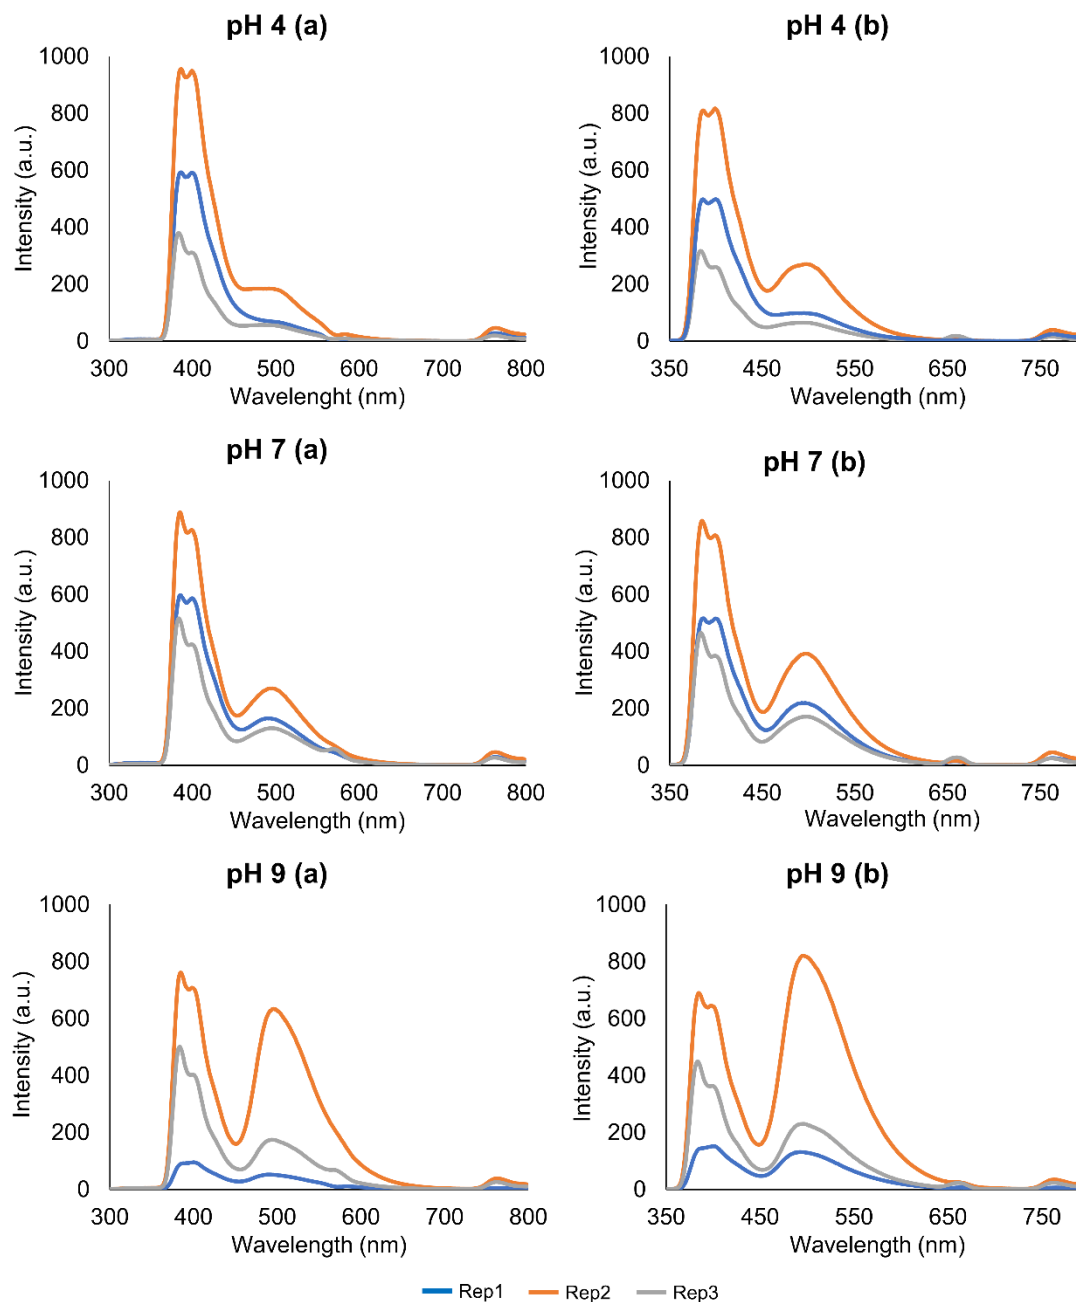 pH 4 (a)
1000
800
600
400
200
0
Intensity (a.u.)
300 400 500 600 700 800
Wavelenght (nm)
pH 4 (b)
1000
800
600
400
200
0
Intensity (a.u.)
350 450 550 650 750
Wavelength (nm)
pH 7 (a)
1000
800
600
400
200
0
Intensity (a.u.)
300 400 500 600 700 800
Wavelength (nm)
pH 7 (b)
1000
800
600
400
200
0
Intensity (a.u.)
350 450 550 650 750
Wavelength (nm)
pH 9 (a)
1000
800
600
400
200
0
Intensity (a.u.)
300 400 500 600 700 800
Wavelength (nm)
pH 9 (b)
1000
800
600
400
200
0
Intensity (a.u.)
350 450 550 650 750
Wavelength (nm)
Rep1 Rep2 Rep3